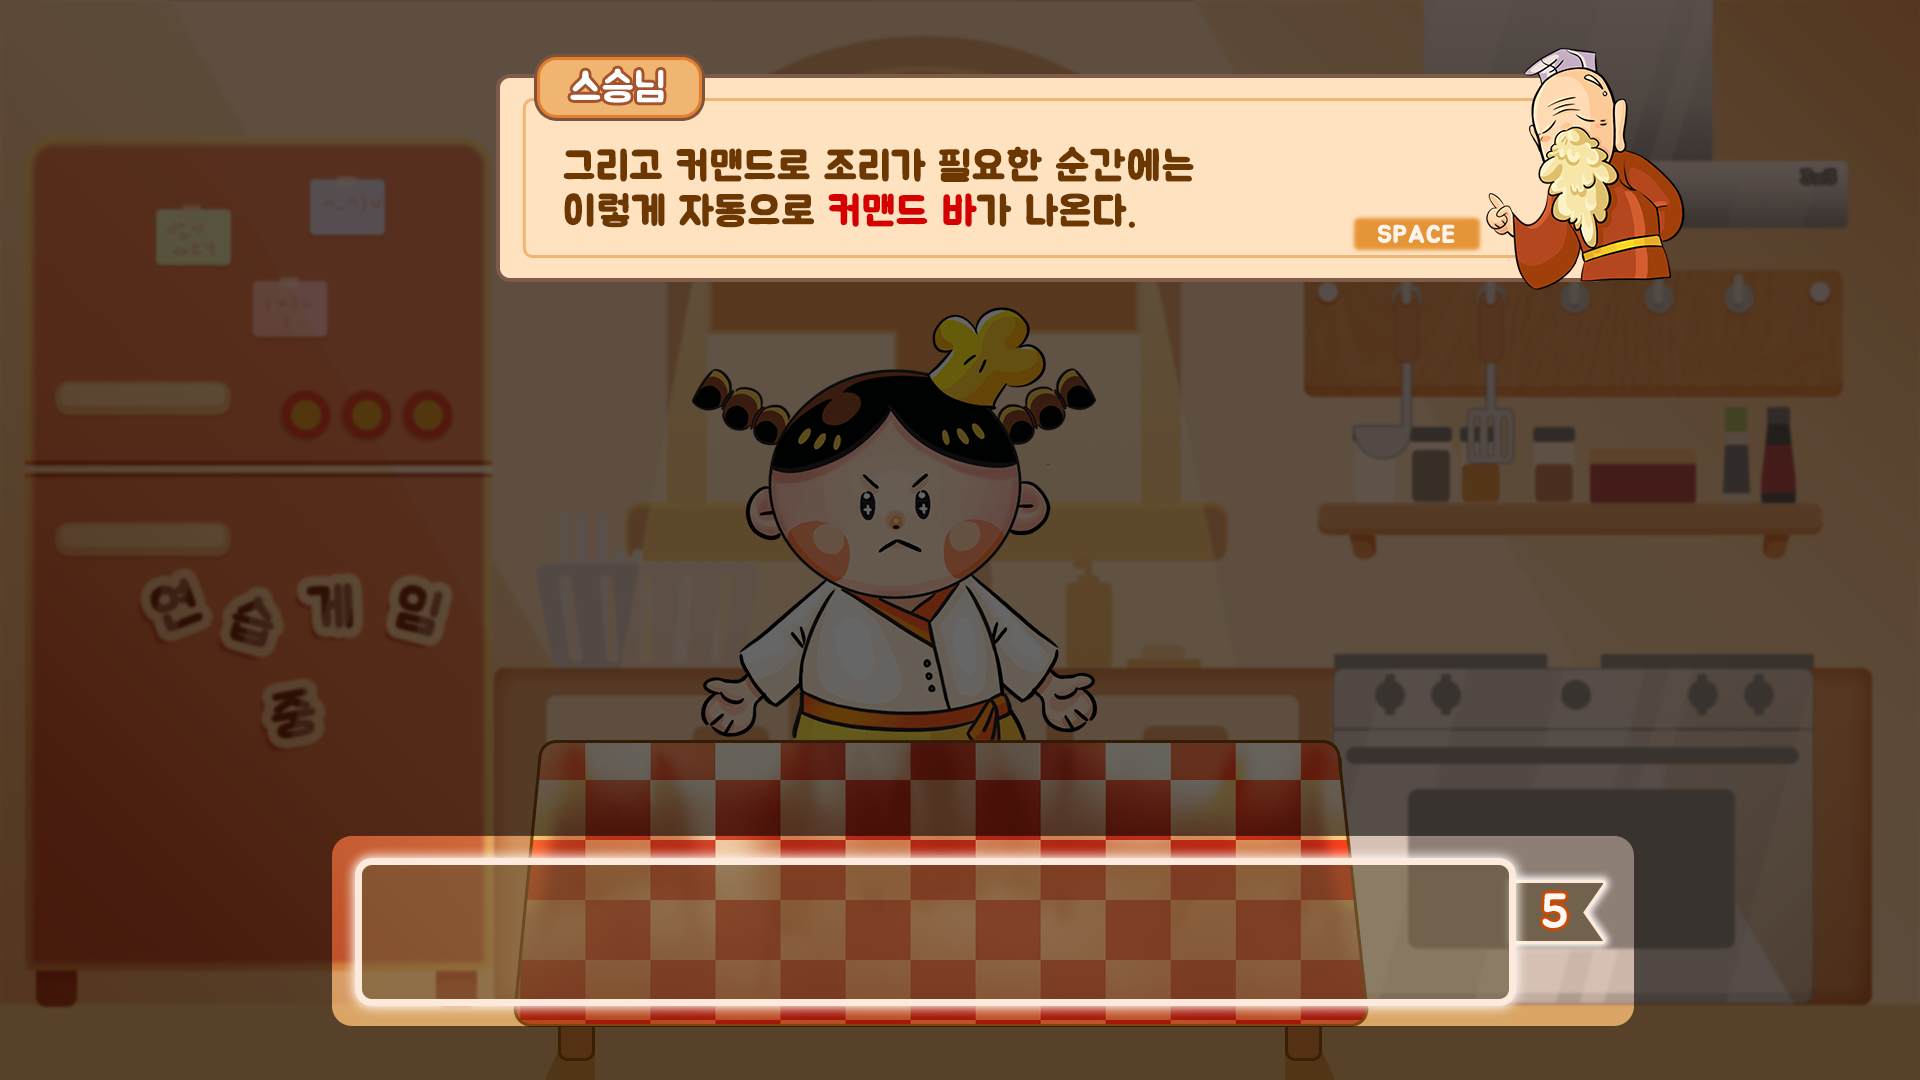 스승님
그리고 커맨드로 조리가 필요한 순간에는
이렇게 자동으로 커맨드 바가 나온다.
SPACE
연습게임
중
5